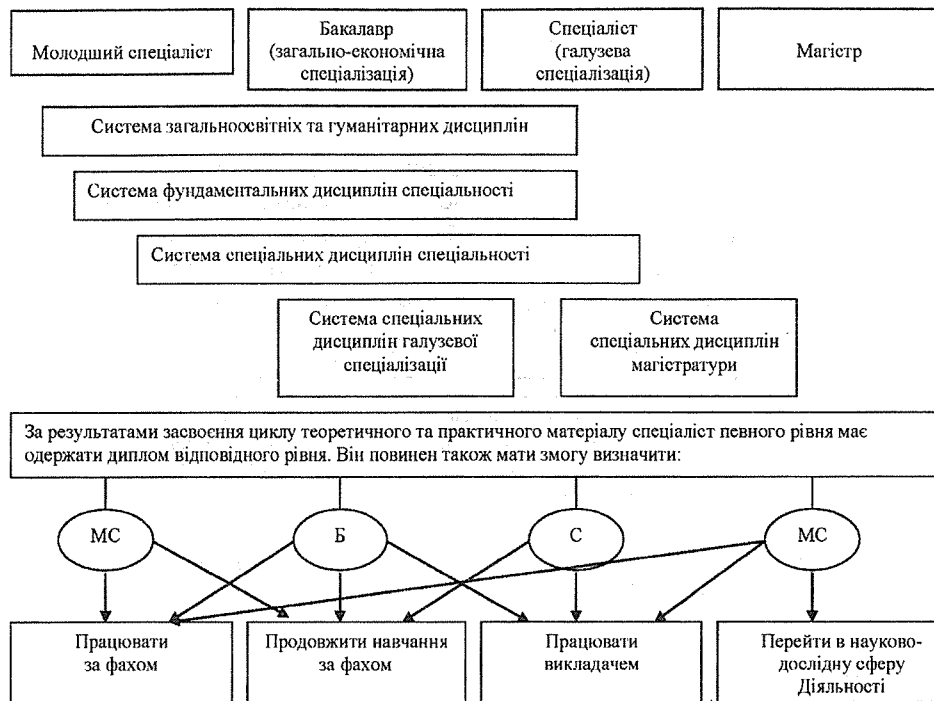 Молодший спеціаліст
Бакалавр
(загально-економічна
спеціалізація)
Спеціаліст
(галузева
спеціалізація)
Магістр
Система загальноосвітніх та гуманітарних дисциплін
Система фундаментальних дисциплін спеціальності
Система спеціальних дисциплін спеціальності
Система спеціальних
дисциплін галузевої
спеціалізації
Система
спеціальних дисциплін
магістратури
За результатами засвоєння циклу теоретичного та практичного матеріалу спеціаліст певного рівня має
одержати диплом відповідного рівня. Він повинен також мати змогу визначити:
МС
Б
С
МС
Працювати
за фахом
Продовжити навчання
за фахом
Працювати
викладачем
Перейти в науково-
дослідну сферу
Діяльності